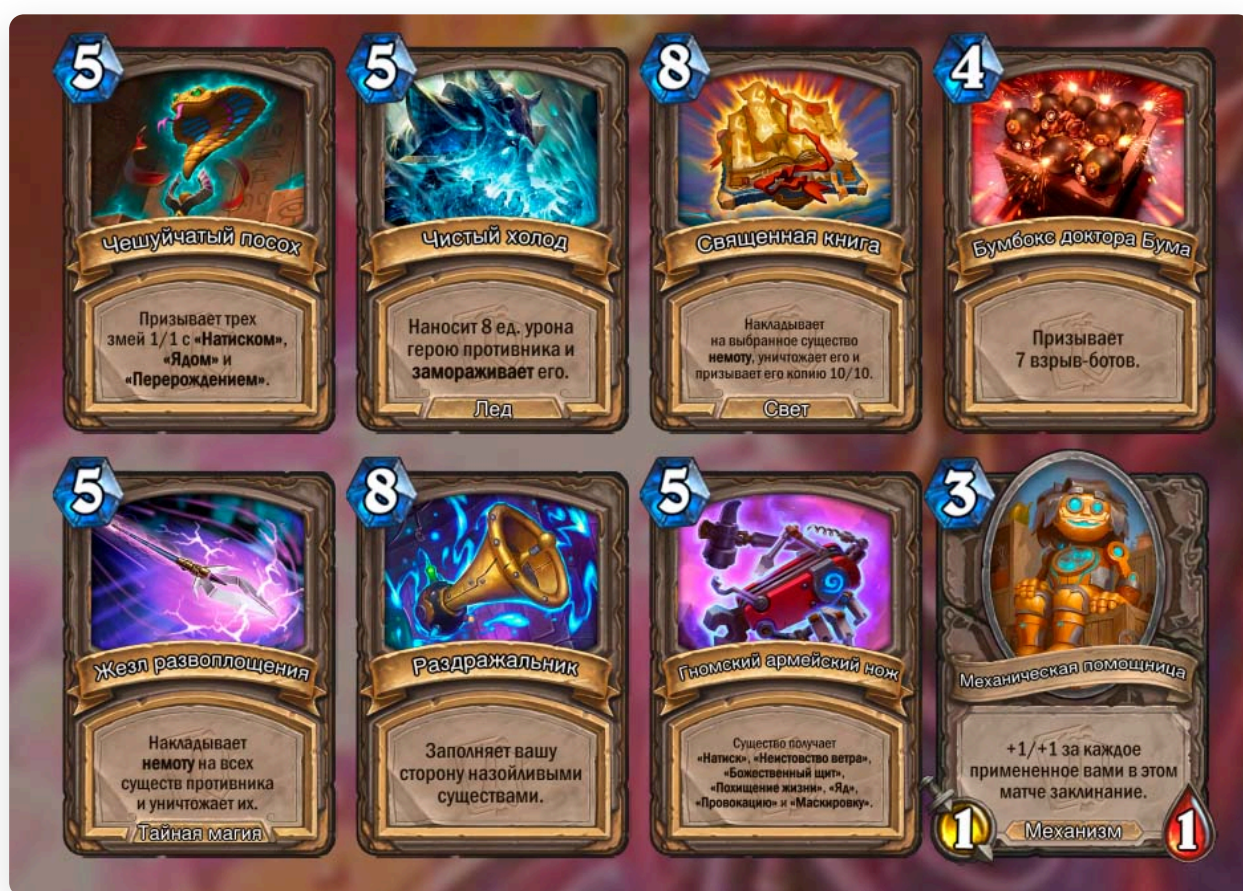 5
Чешуйчатый посох
Призывает трех
змей 1/1 с «Натиском»,
«Ядом» и
«Перерождением».
5
Чистый холод
Наносит 8 ед. урона
герою противника и
замораживает его.
Лед
8
Священная книга
Накладывает
на выбранное существо
немоту, уничтожает его и
призывает его копию 10/10.
Свет
4
Бумбокс доктора Бума
Призывает
7 взрыв-ботов.
5
Жезл развоплощения
Накладывает
немоту на всех
существ противника
и уничтожает их.
Тайная магия
8
Раздражальник
Заполняет вашу
сторону назойливыми
существами.
5
Гномский армейский нож
Существо получает
«Натиск», «Неистовство ветра»,
«Божественный щит»,
«Похищение жизни», «Яд»,
«Провокацию» и «Маскировку».
3
Механическая помощница
+1/+1 за каждое
примененное вами в этом
матче заклинание.
1
Механизм
1